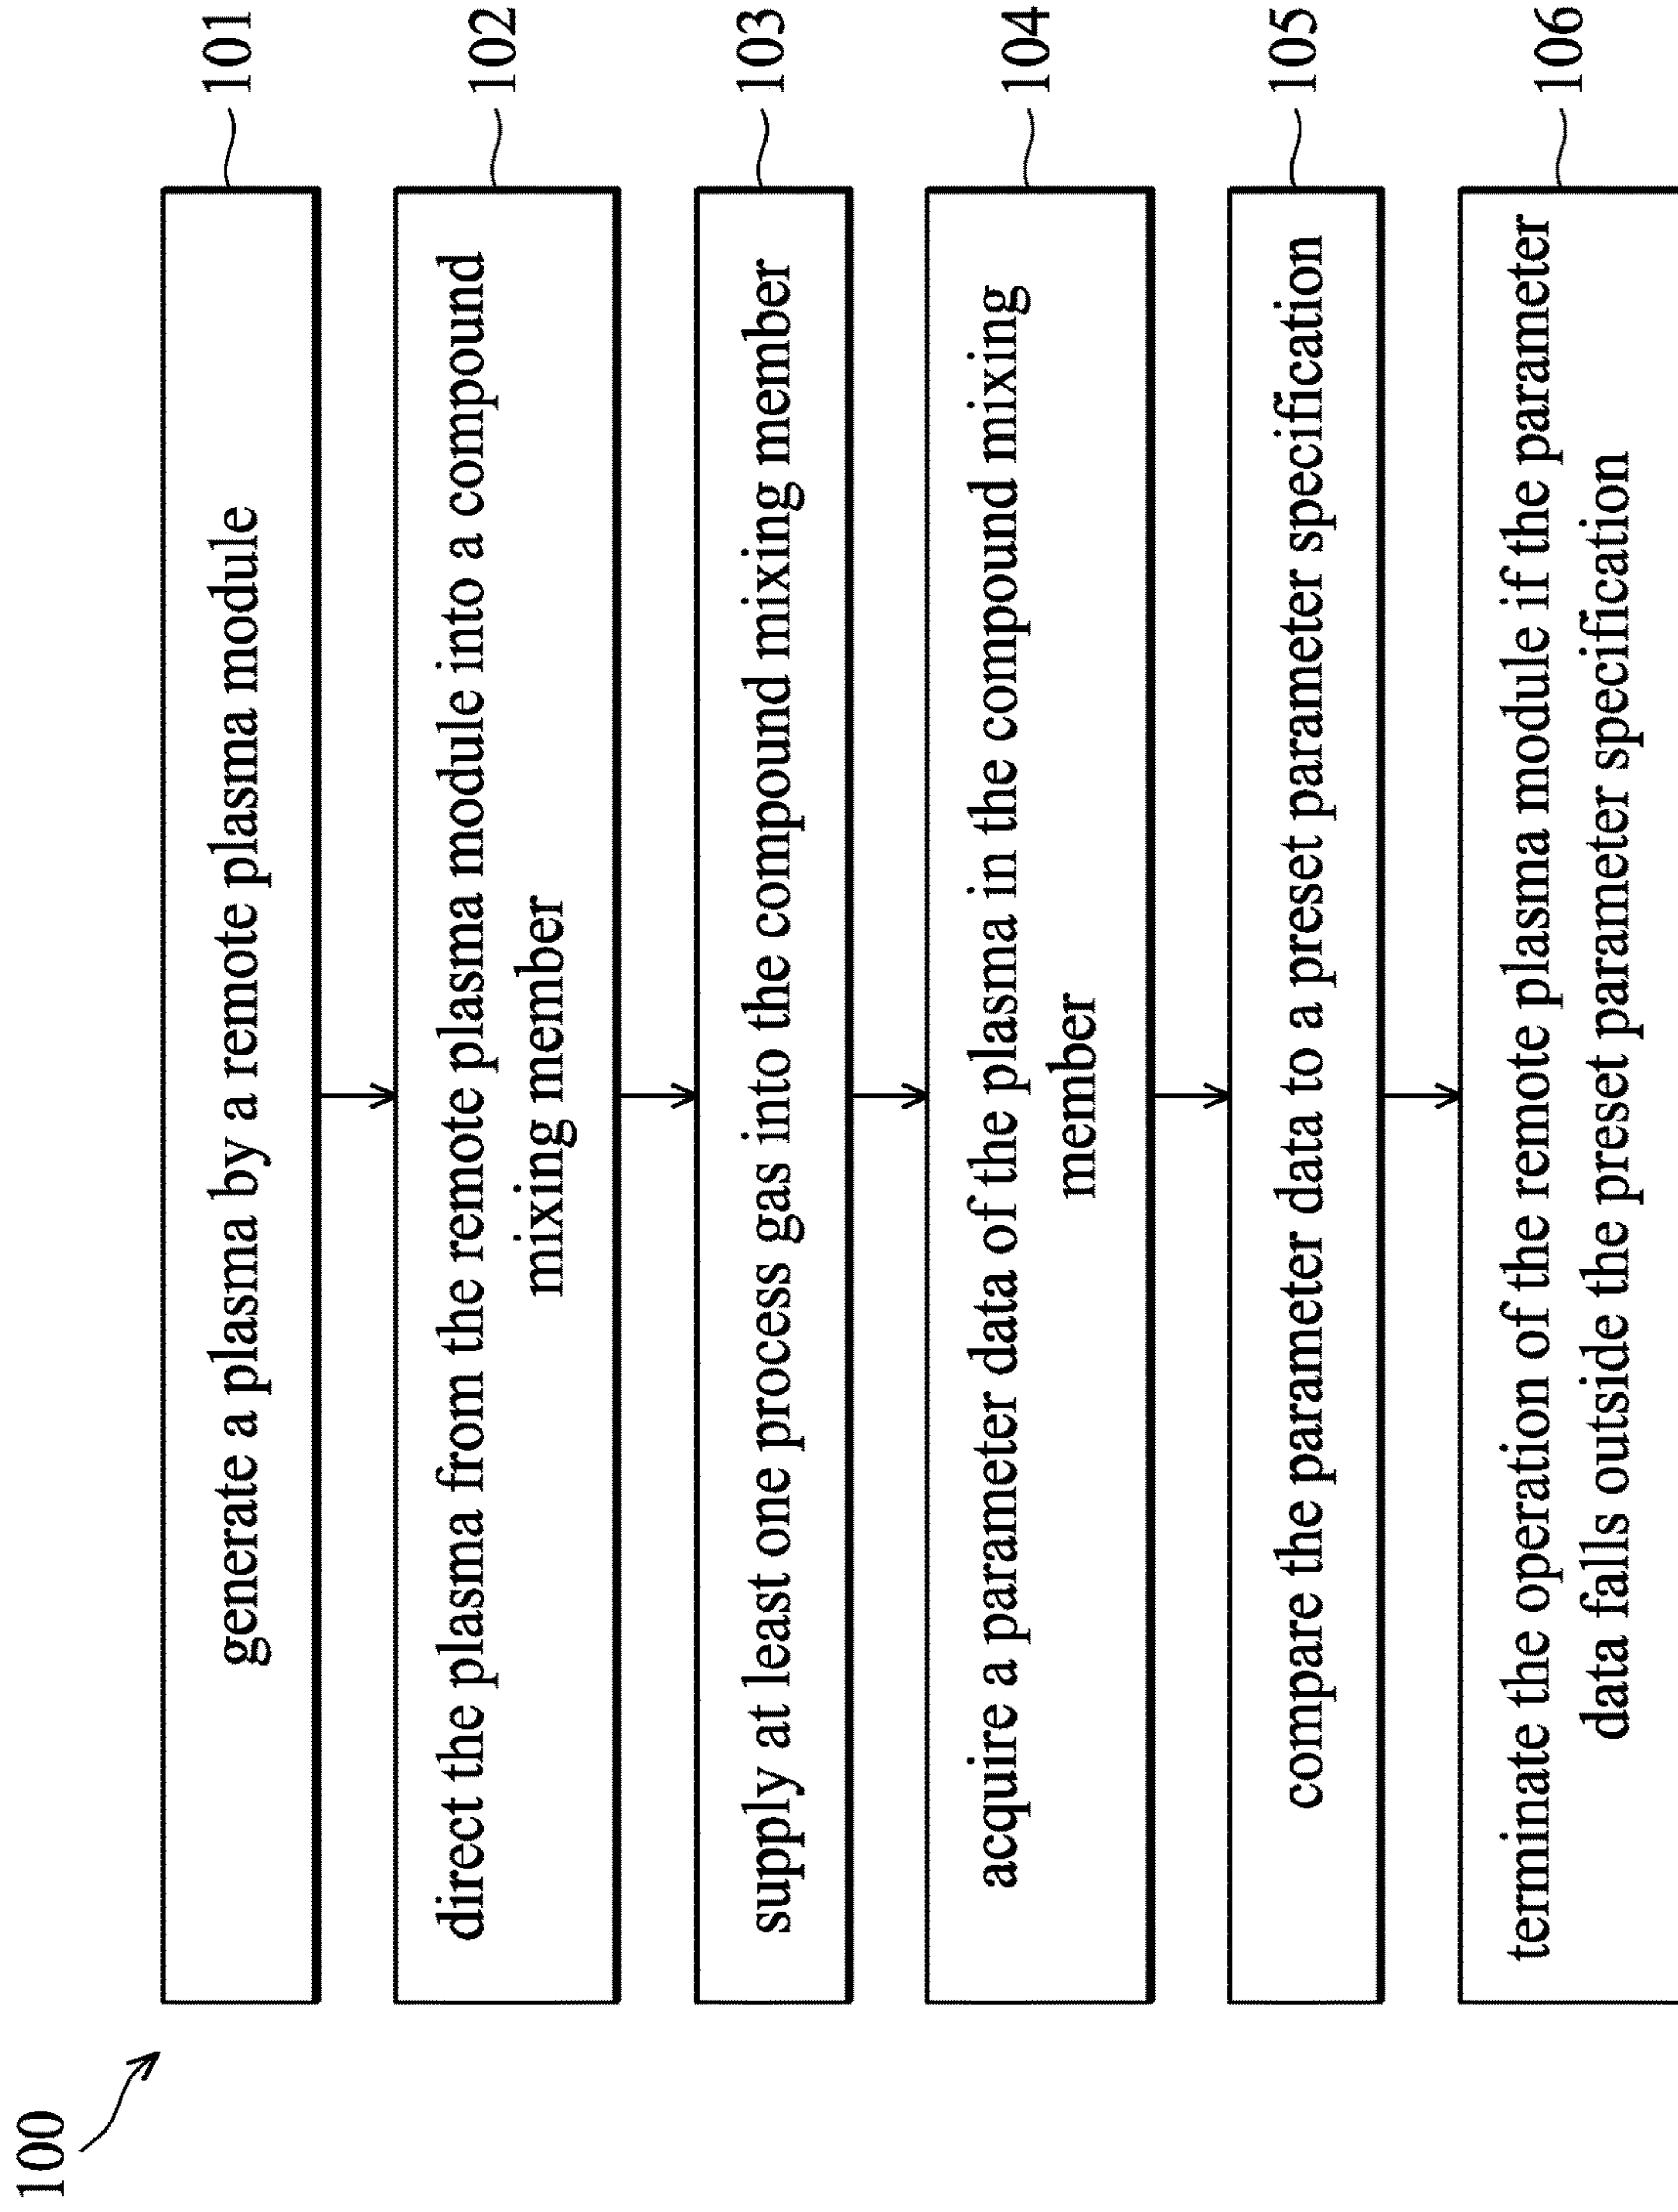 100
generate a plasma by a remote plasma module
101
direct the plasma from the remote plasma module into a compound
mixing member
102
supply at least one process gas into the compound mixing member
103
acquire a parameter data of the plasma in the compound mixing
member
104
compare the parameter data to a preset parameter specification
105
terminate the operation of the remote plasma module if the parameter
data falls outside the preset parameter specification
106